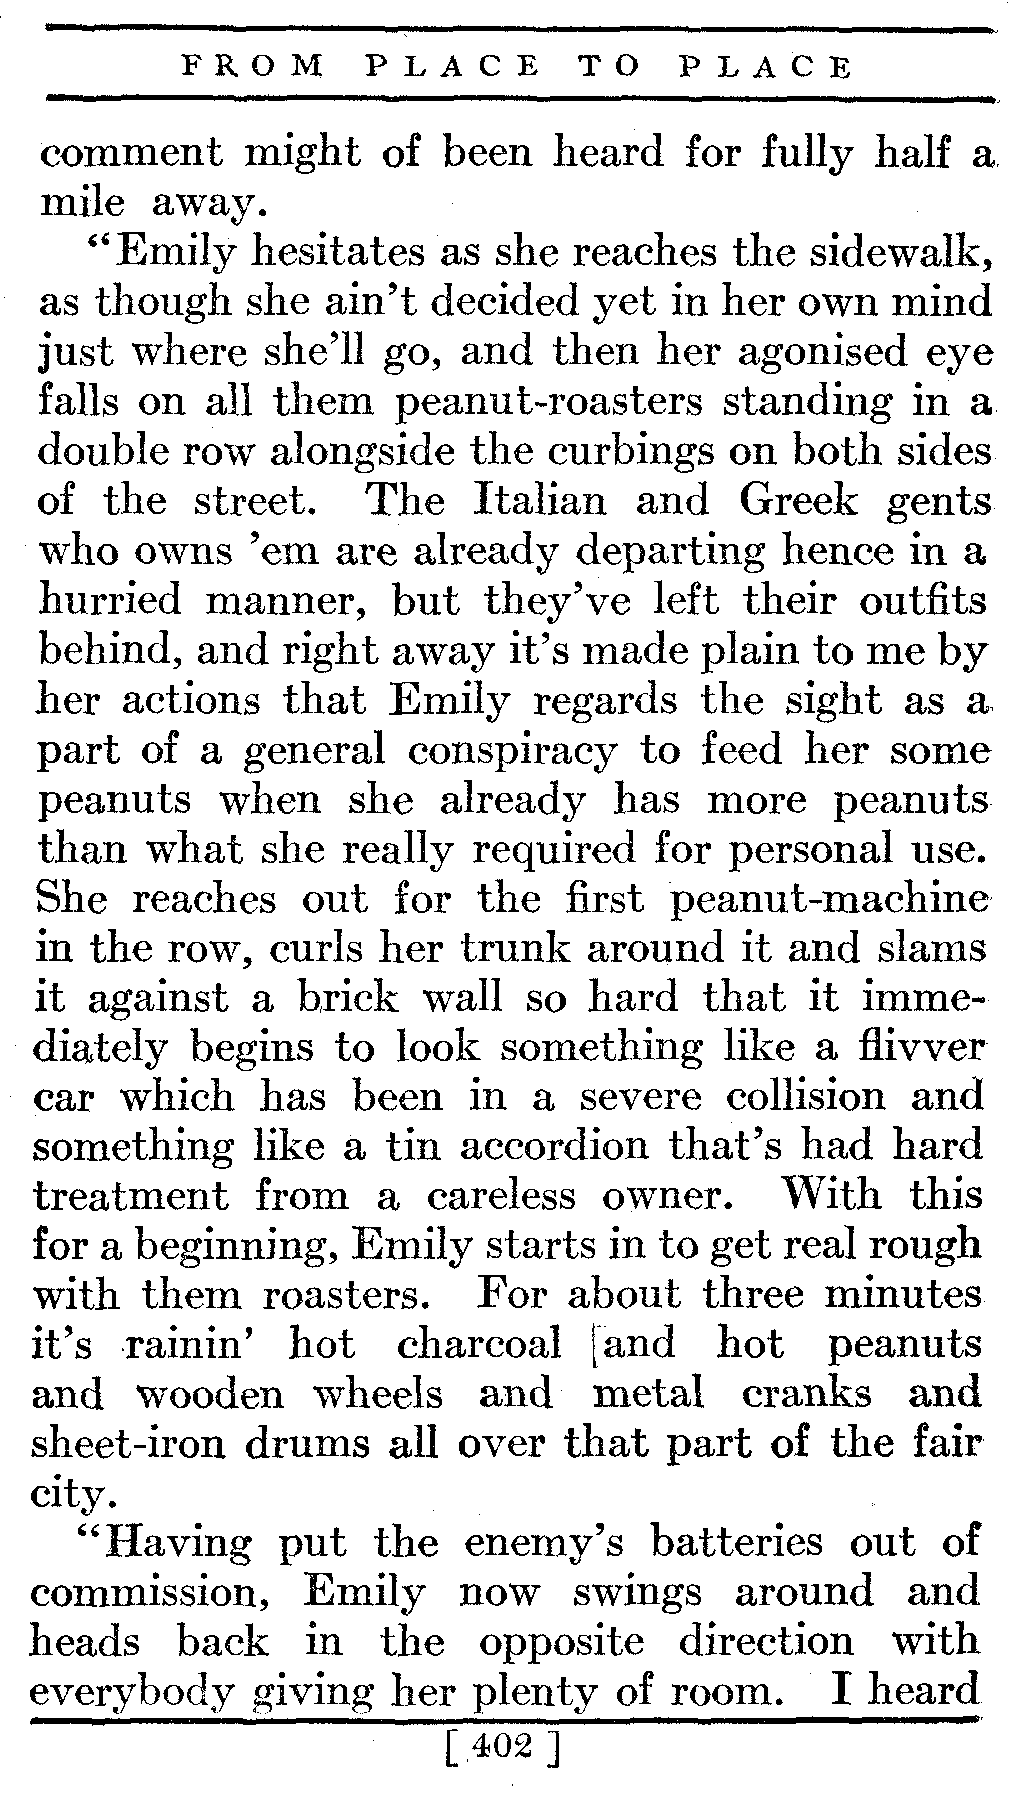 FROM PLACE TO PLACE
comment might of been heard for fully half a
mile away.
“Emily hesitates as she reaches the sidewalk,
as though she ain’t decided yet in her own mind
just where she’ll go, and then her agonised eye
falls on all them peanut-roasters standing in a
double row alongside the curbings on both sides
of the street. The Italian and Greek gents
who owns ’em are already departing hence in a
hurried manner, but they’ve left their outfits
behind, and right away it’s made plain to me by
her actions that Emily regards the sight as a
part of a general conspiracy to feed her some
peanuts when she already has more peanuts
than what she really required for personal use.
She reaches out for the first peanut-machine
in the row, curls her trunk around it and slams
it against a brick wall so hard that it imme-
diately begins to look something like a flivver
car which has been in a severe collision and
something like a tin accordion that’s had hard
treatment from a careless owner. With this
for a beginning, Emily starts in to get real rough
with them roasters. For about three minutes
it’s rainin’ hot charcoal and hot peanuts
and wooden wheels and metal cranks and
sheet-iron drums all over that part of the fair
city.
“Having put the enemy’s batteries out of
commission, Emily now swings around and
heads back in the opposite direction with
everybody giving her plenty of room. I heard
[ 402 ]